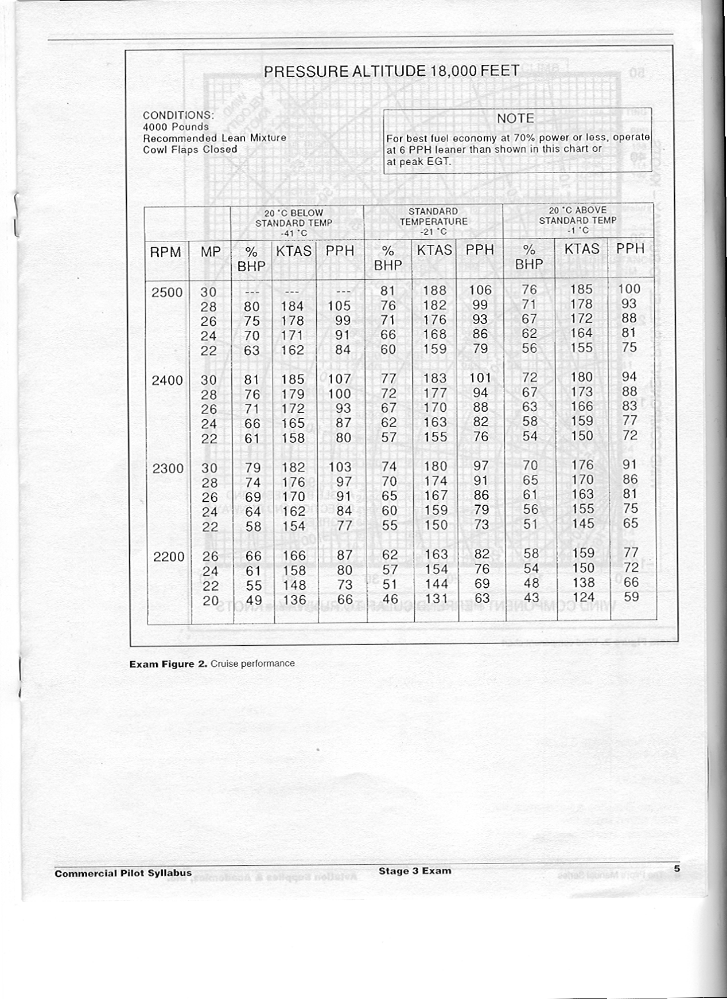 PRESSURE ALTITUDE 18,000 FEET
CONDITIONS:
4000 Pounds
Recommended Lean Mixture
Cowl Flaps Closed
NOTE
For best fuel economy at 70% power or less, operate
at 6 PPH leaner than shown in this chart or
at peak EGT.
20 °C BELOW STANDARD TEMP -41 °C
STANDARD TEMPERATURE -21 °C
20 °C ABOVE STANDARD TEMP -1 °C
RPM MP % BHP KTAS PPH % BHP KTAS PPH % BHP KTAS PPH
2500 30 --- --- --- 81 188 106 76 185 100
28 80 184 105 76 182 99 71 178 93
26 75 178 99 71 176 93 67 172 88
24 70 171 91 66 168 86 62 164 81
22 63 162 84 60 159 79 56 155 75
2400 30 81 185 107 77 183 101 72 180 94
28 76 179 100 72 177 94 67 173 88
26 71 172 93 67 170 88 63 166 83
24 66 165 87 62 163 82 58 159 77
22 61 158 80 57 155 76 54 150 72
2300 30 79 182 103 74 180 97 70 176 91
28 74 176 97 70 174 91 65 170 86
26 69 170 91 65 167 86 61 163 81
24 64 162 84 60 159 79 56 155 75
22 58 154 77 55 150 73 51 145 65
2200 26 66 166 87 62 163 82 58 159 77
24 61 158 80 57 154 76 54 150 72
22 55 148 73 51 144 69 48 138 66
20 49 136 66 46 131 63 43 124 59
Exam Figure 2. Cruise performance
Commercial Pilot Syllabus Stage 3 Exam 5